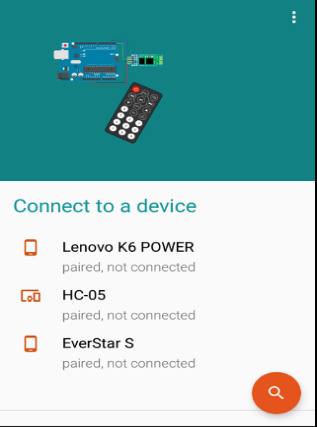 Connect to a device
Lenovo K6 POWER
paired, not connected
HC-05
paired, not connected
EverStar S
paired, not connected